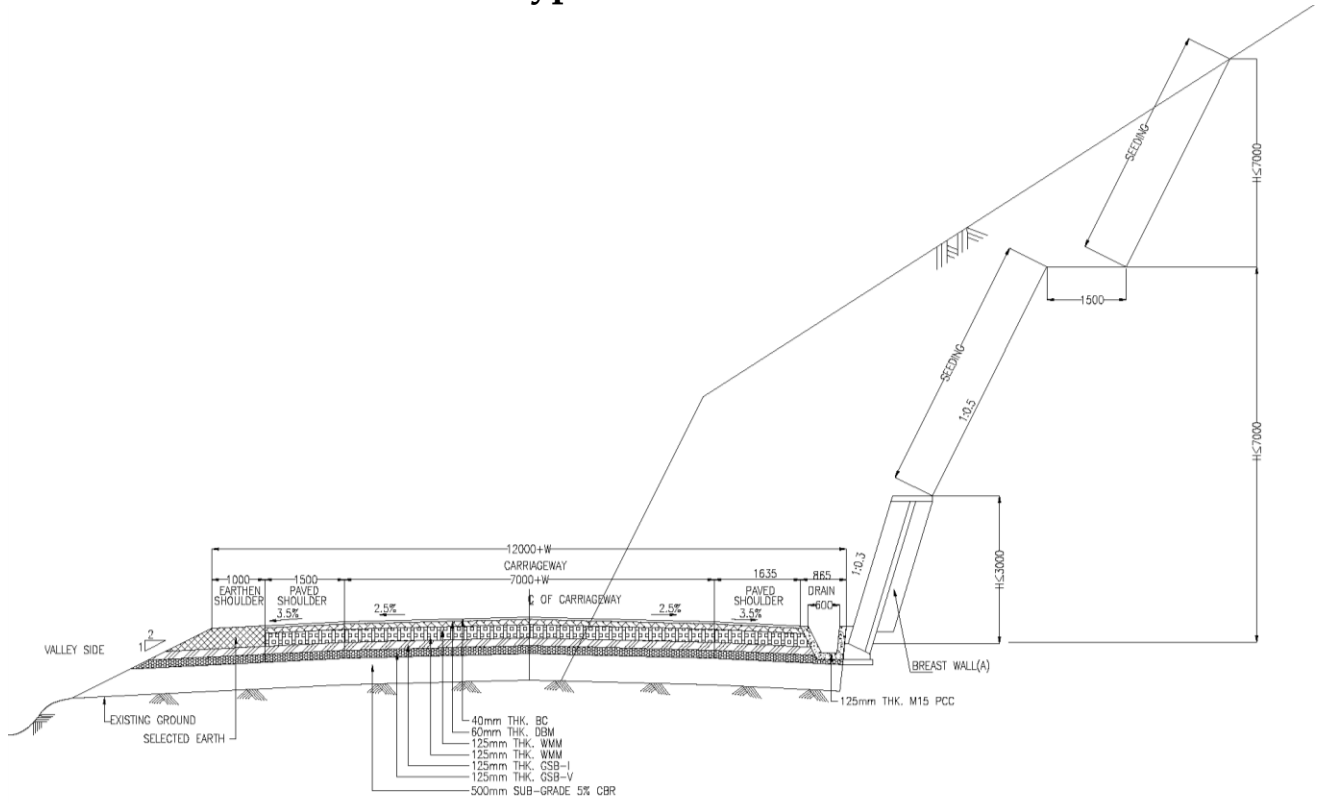 SEEDING
H≤7000
1500
SEEDING
1:0.5
H≤7000
12000+W
CARRIAGEWAY
1000
EARTHEN
SHOULDER
1500
PAVED
SHOULDER
7000+W
1635
PAVED
SHOULDER
865
DRAIN
600
1:0.3
H≤3000
3.5%
2.5%
℄ OF CARRIAGEWAY
2.5%
3.5%
2
1
VALLEY SIDE
BREAST WALL(A)
125mm THK. M15 PCC
EXISTING GROUND
SELECTED EARTH
40mm THK. BC
60mm THK. DBM
125mm THK. WMM
125mm THK. WMM
125mm THK. GSB-I
125mm THK. GSB-V
500mm SUB-GRADE 5% CBR